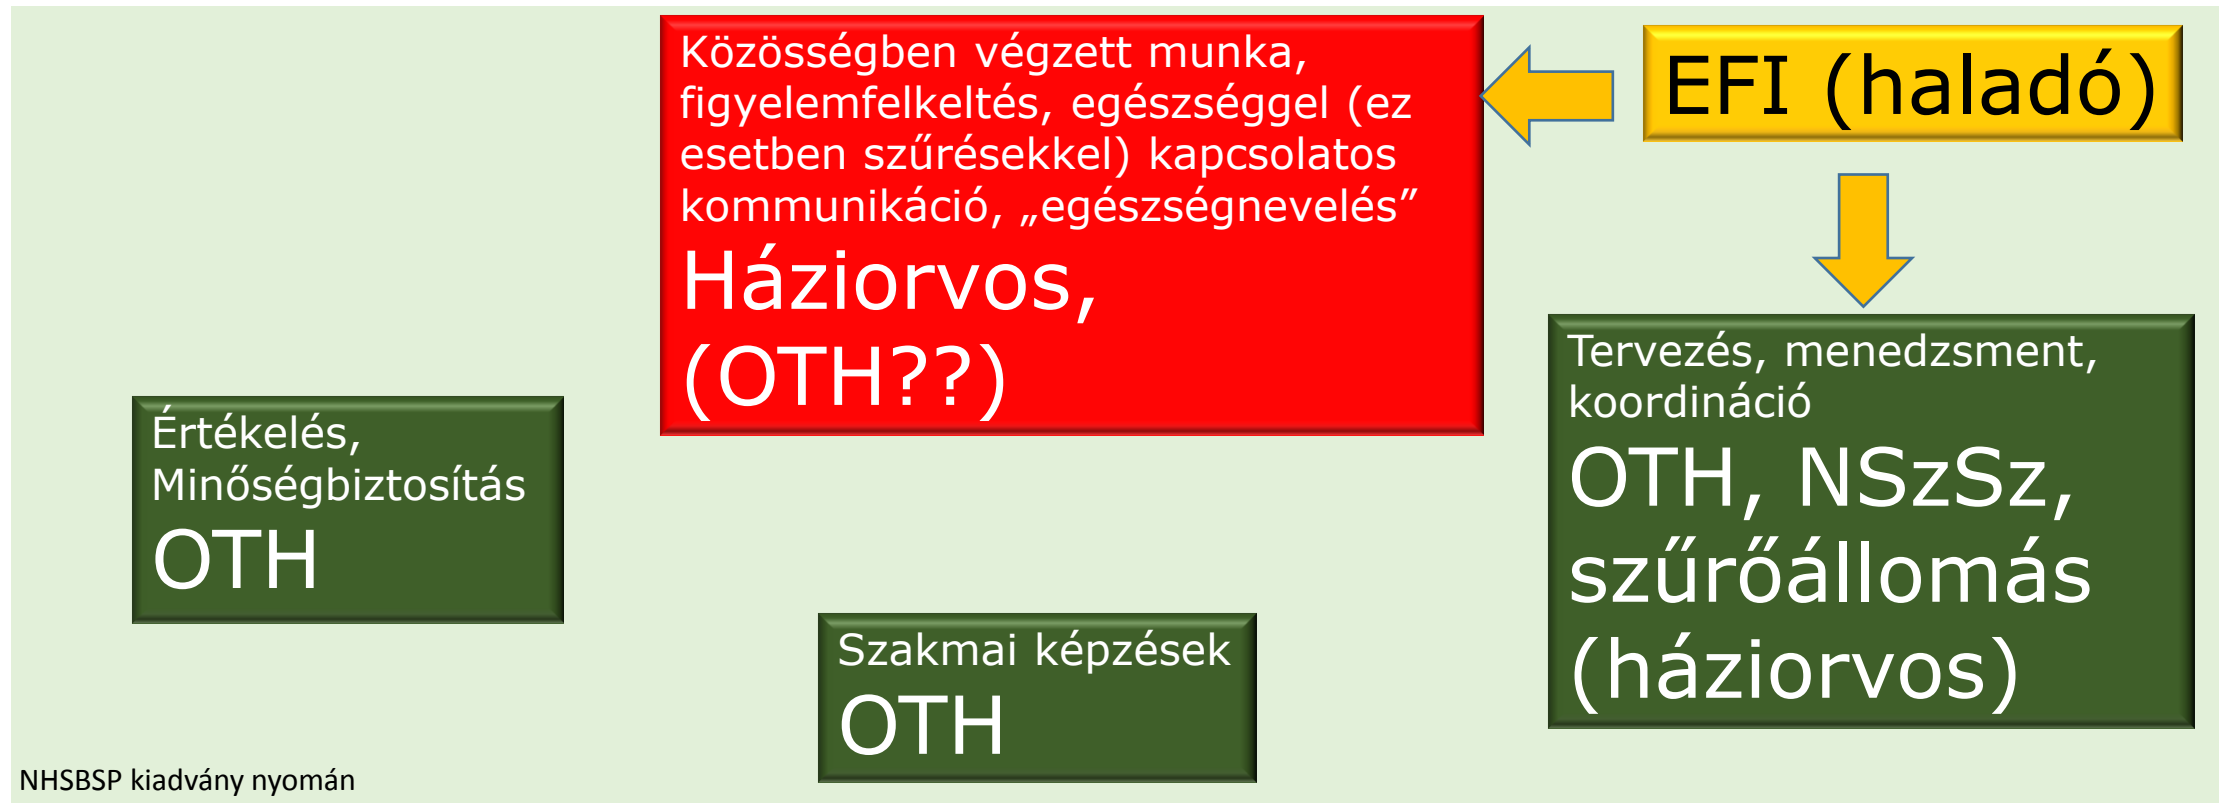 Közösségben végzett munka,
figyelemfelkeltés, egészséggel (ez
esetben szűrésekkel) kapcsolatos
kommunikáció, „egészségnevelés”
Háziorvos,
(OTH??)
EFI (haladó)
Tervezés, menedzsment,
koordináció
OTH, NSzSz,
szűrőállomás
(háziorvos)
Értékelés,
Minőségbiztosítás
OTH
Szakmai képzések
OTH
NHSBSP kiadvány nyomán